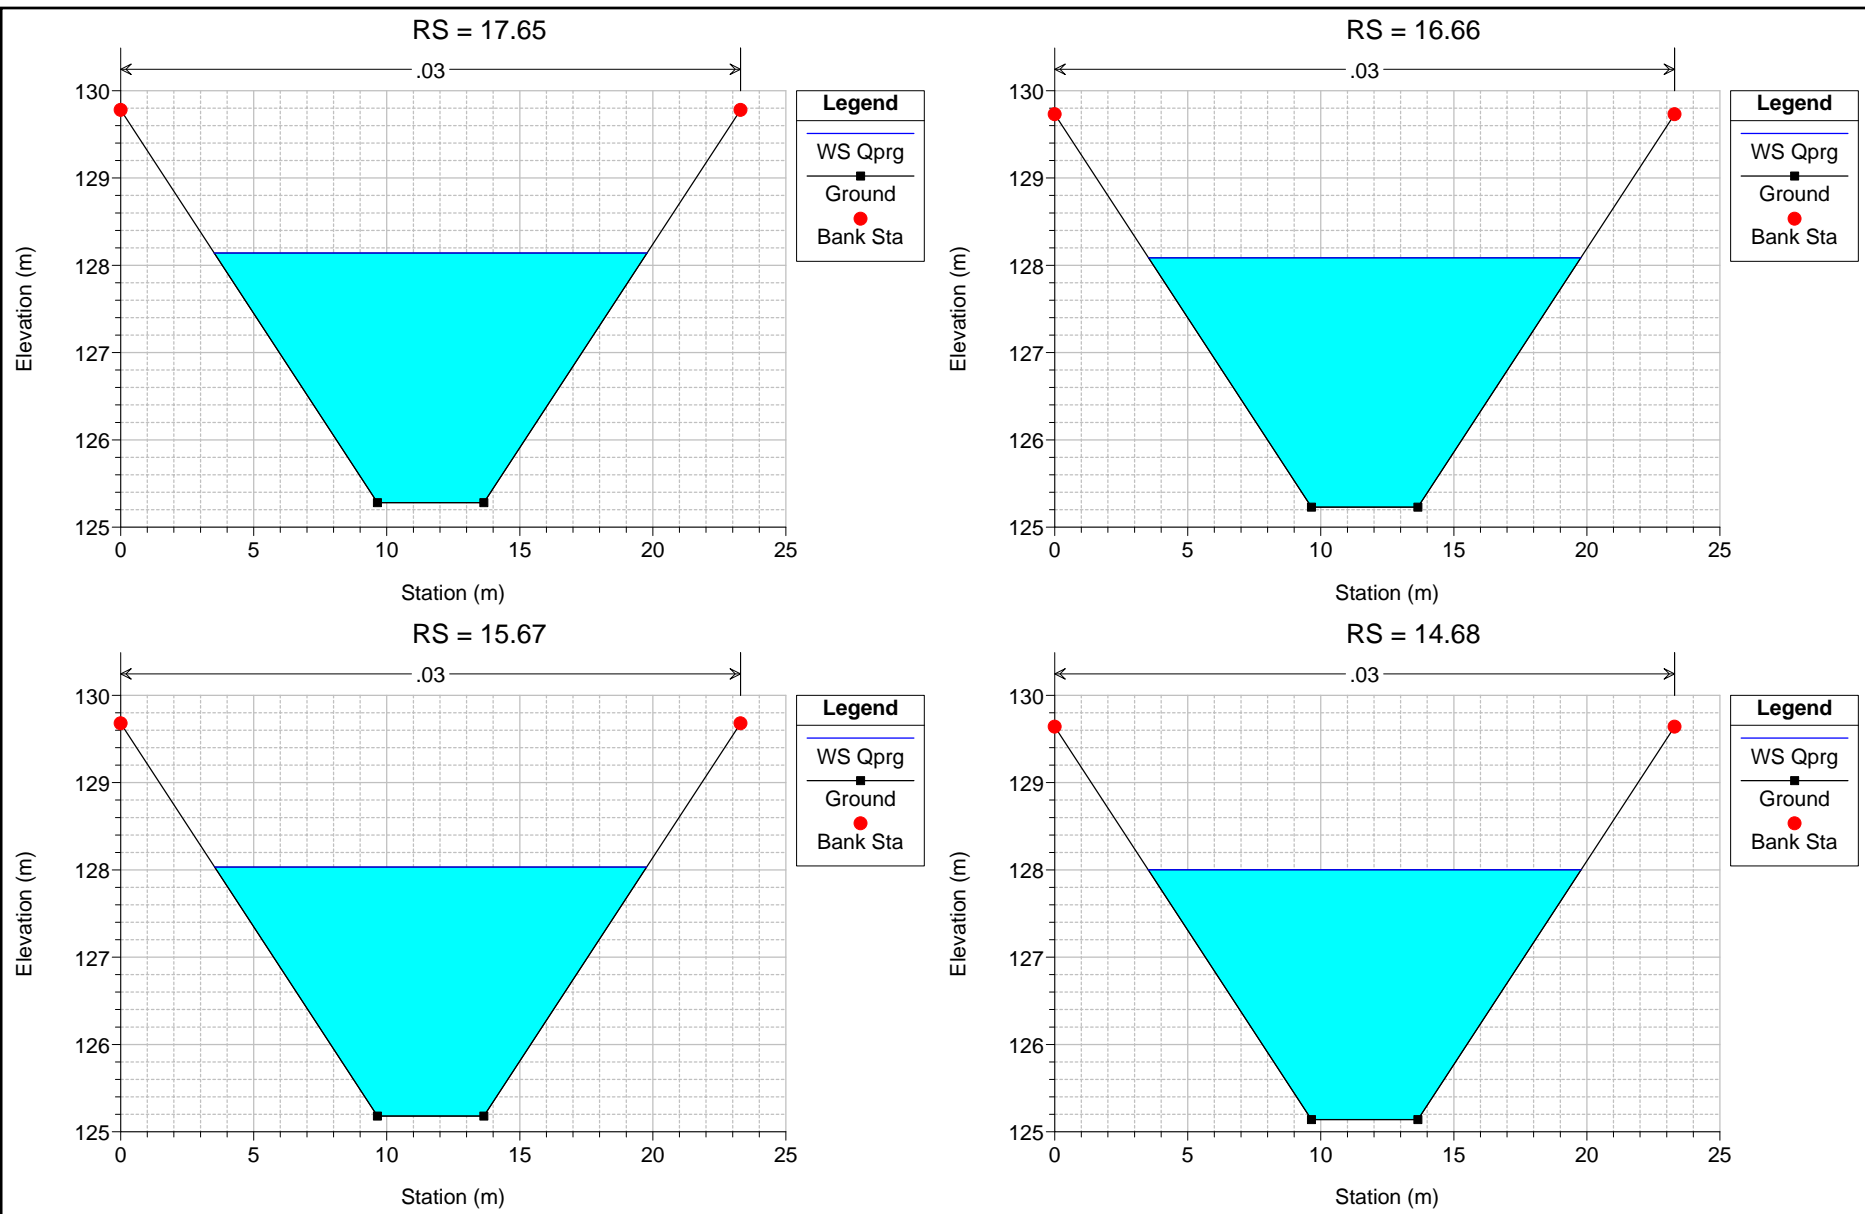 RS = 17.65
.03
130
129
128
127
126
125
0
5
10
15
20
25
Elevation (m)
Station (m)
Legend
WS Qprg
Ground
Bank Sta
RS = 16.66
.03
130
129
128
127
126
125
0
5
10
15
20
25
Elevation (m)
Station (m)
Legend
WS Qprg
Ground
Bank Sta
RS = 15.67
.03
130
129
128
127
126
125
0
5
10
15
20
25
Elevation (m)
Station (m)
Legend
WS Qprg
Ground
Bank Sta
RS = 14.68
.03
130
129
128
127
126
125
0
5
10
15
20
25
Elevation (m)
Station (m)
Legend
WS Qprg
Ground
Bank Sta